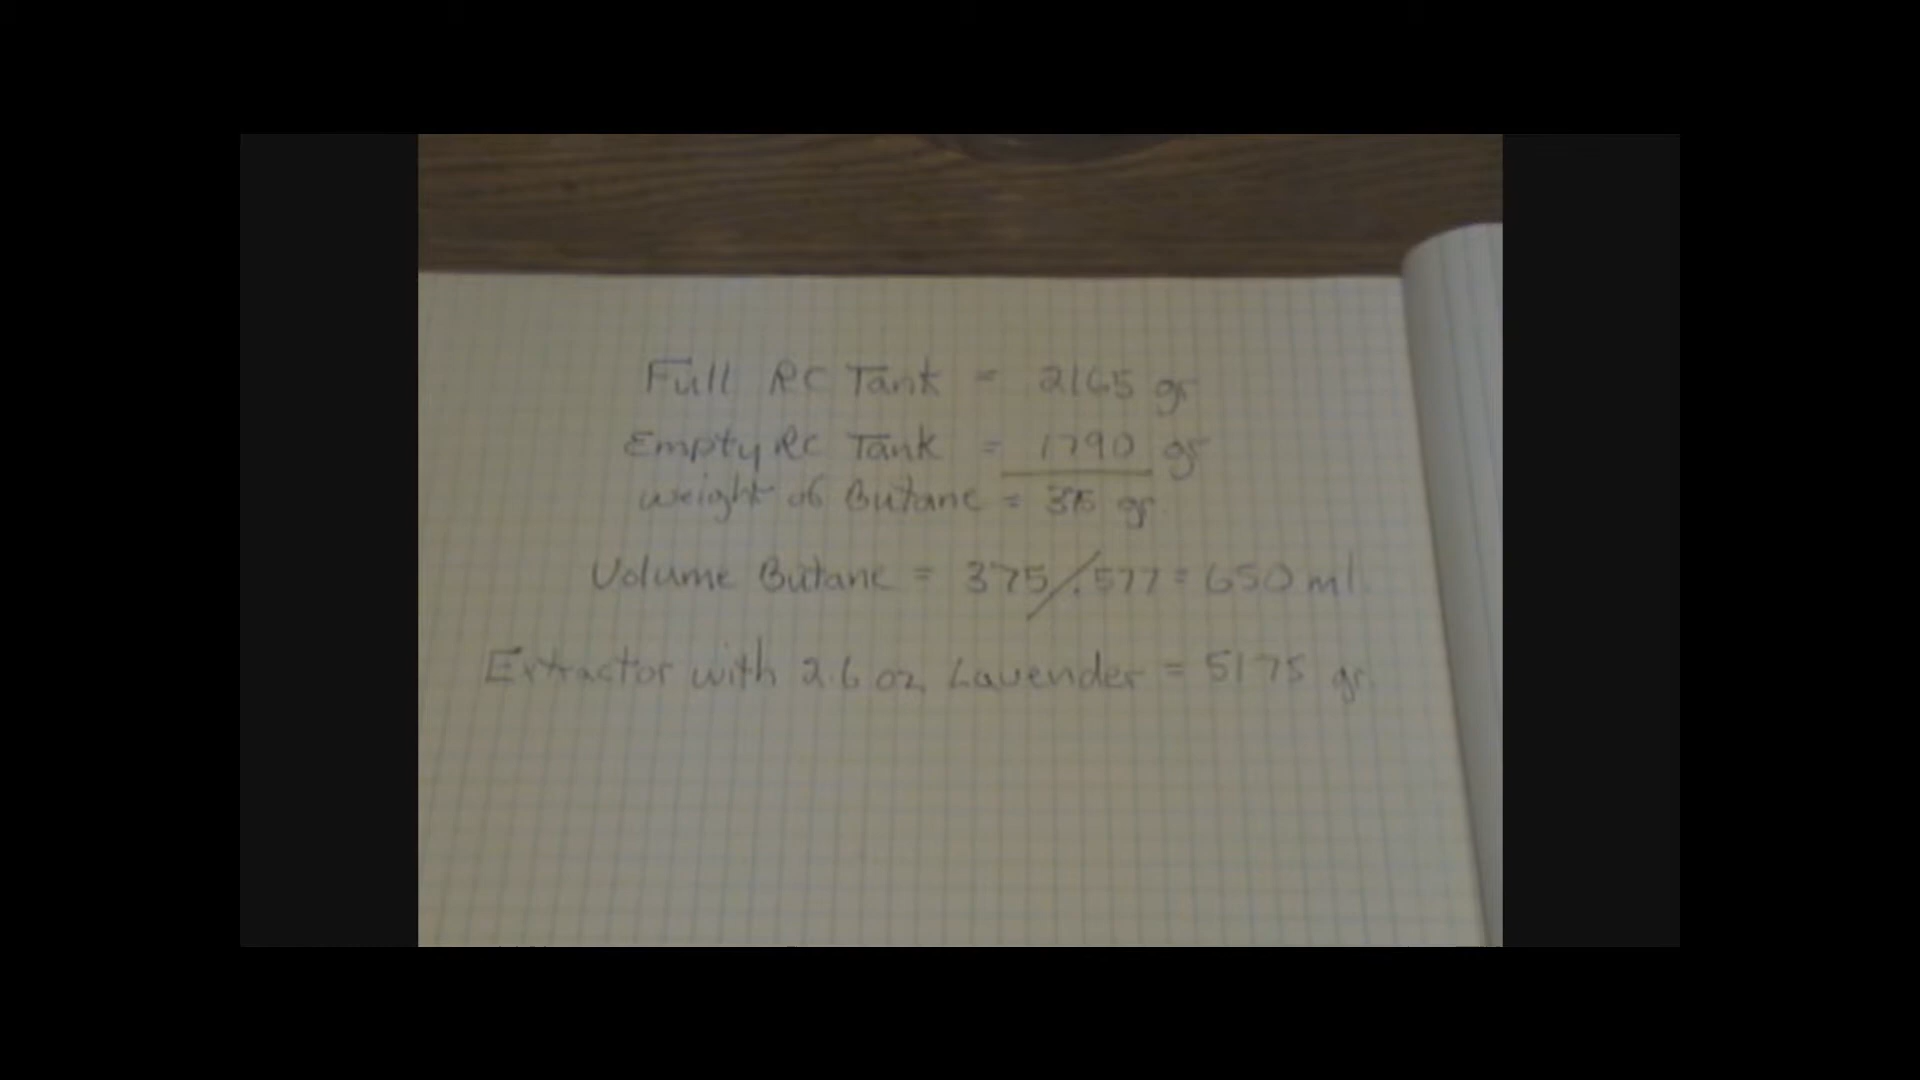 Full RC Tank = 2165 gr
Empty RC Tank = 1790 gr
weight of Butane = 375 gr.
Volume Butane = 375/.577 = 650 ml.
Extractor with 2.6 oz Lavender = 5175 gr.